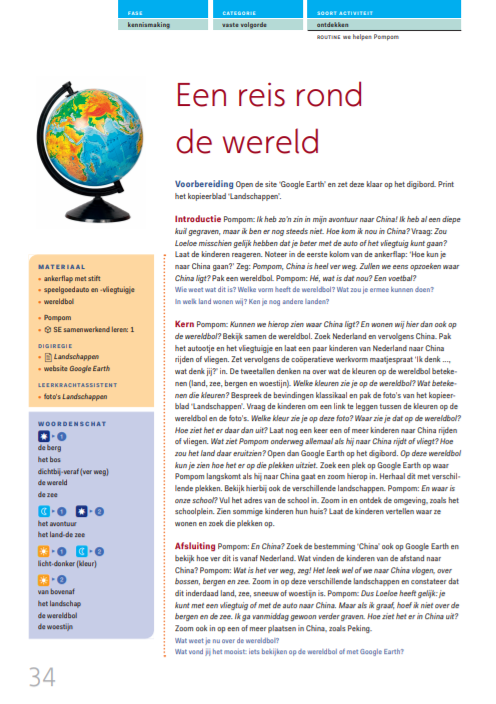 FASE
kennismaking
CATEGORIE
vaste volgorde
SOORT ACTIVITEIT
ontdekken
ROUTINE we helpen Pompom
Een reis rond
de wereld
Voorbereiding Open de site 'Google Earth' en zet deze klaar op het digibord. Print
het kopieerblad 'Landschappen'.
Introductie Pompom: Ik heb zo'n zin in mijn avontuur naar China! Ik heb al een diepe
kuil gegraven, maar ik ben er nog steeds niet. Hoe kom ik nou in China? Vraag: Zou
Loeloe misschien gelijk hebben dat je beter met de auto of het vliegtuig kunt gaan?
Laat de kinderen reageren. Noteer in de eerste kolom van de ankerflap: 'Hoe kun je
naar China gaan?' Zeg: Pompom, China is heel ver weg. Zullen we eens opzoeken waar
China ligt? Pak een wereldbol. Pompom: Hé, wat is dat nou? Een voetbal?
Wie weet wat dit is? Welke vorm heeft de wereldbol? Wat zou je ermee kunnen doen?
In welk land wonen wij? Ken je nog andere landen?
Kern Pompom: Kunnen we hierop zien waar China ligt? En wonen wij hier dan ook op
de wereldbol? Bekijk samen de wereldbol. Zoek Nederland en vervolgens China. Pak
het autootje en het vliegtuigje en laat een paar kinderen van Nederland naar China
rijden of vliegen. Zet vervolgens de coöperatieve werkvorm maatjespraat 'Ik denk ...,
wat denk jij?' in. De tweetallen denken na over wat de kleuren op de wereldbol beteke-
nen (land, zee, bergen en woestijn). Welke kleuren zie je op de wereldbol? Wat beteke-
nen die kleuren? Bespreek de bevindingen klassikaal en pak de foto's van het kopieer-
blad 'Landschappen'. Vraag de kinderen om een link te leggen tussen de kleuren op de
wereldbol en de foto's. Welke kleur zie je op deze foto? Waar zie je dat op de wereldbol?
Hoe ziet het er daar dan uit? Laat nog een keer een of meer kinderen naar China rijden
of vliegen. Wat ziet Pompom onderweg allemaal als hij naar China rijdt of vliegt? Hoe
zou het land daar eruitzien? Open dan Google Earth op het digibord. Op deze wereldbol
kun je zien hoe het er op die plekken uitziet. Zoek een plek op Google Earth op waar
Pompom langskomt als hij naar China gaat en zoom hierop in. Herhaal dit met verschil-
lende plekken. Bekijk hierbij ook de verschillende landschappen. Pompom: En waar is
onze school? Vul het adres van de school in. Zoom in en ontdek de omgeving, zoals het
schoolplein. Zien sommige kinderen hun huis? Laat de kinderen vertellen waar ze
wonen en zoek die plekken op.
Afsluiting Pompom: En China? Zoek de bestemming 'China' ook op Google Earth en
bekijk hoe ver dit is vanaf Nederland. Wat vinden de kinderen van de afstand naar
China? Pompom: Wat is het ver weg, zeg! Het leek wel of we naar China vlogen, over
bossen, bergen en zee. Zoom in op deze verschillende landschappen en constateer dat
dit inderdaad land, zee, sneeuw of woestijn is. Pompom: Dus Loeloe heeft gelijk: je
kunt met een vliegtuig of met de auto naar China. Maar als ik graaf, hoef ik niet over de
bergen en de zee. Ik ga vanmiddag gewoon verder graven. Hoe ziet het er in China uit?
Zoom ook in op een of meer plaatsen in China, zoals Peking.
Wat weet je nu over de wereldbol?
Wat vond jij het mooist: iets bekijken op de wereldbol of met Google Earth?
MATERIAAL
• ankerflap met stift
• speelgoedauto en -vliegtuigje
• wereldbol
• Pompom
• SE samenwerkend leren: 1
DIGIREGIE
• Landschappen
• website Google Earth
LEERKRACHTASSISTENT
• foto's Landschappen
WOORDENSCHAT
1
de berg
het bos
dichtbij-veraf (ver weg)
de wereld
de zee
1 2
het avontuur
het land-de zee
1 2
licht-donker (kleur)
2
van bovenaf
het landschap
de wereldbol
de woestijn
34